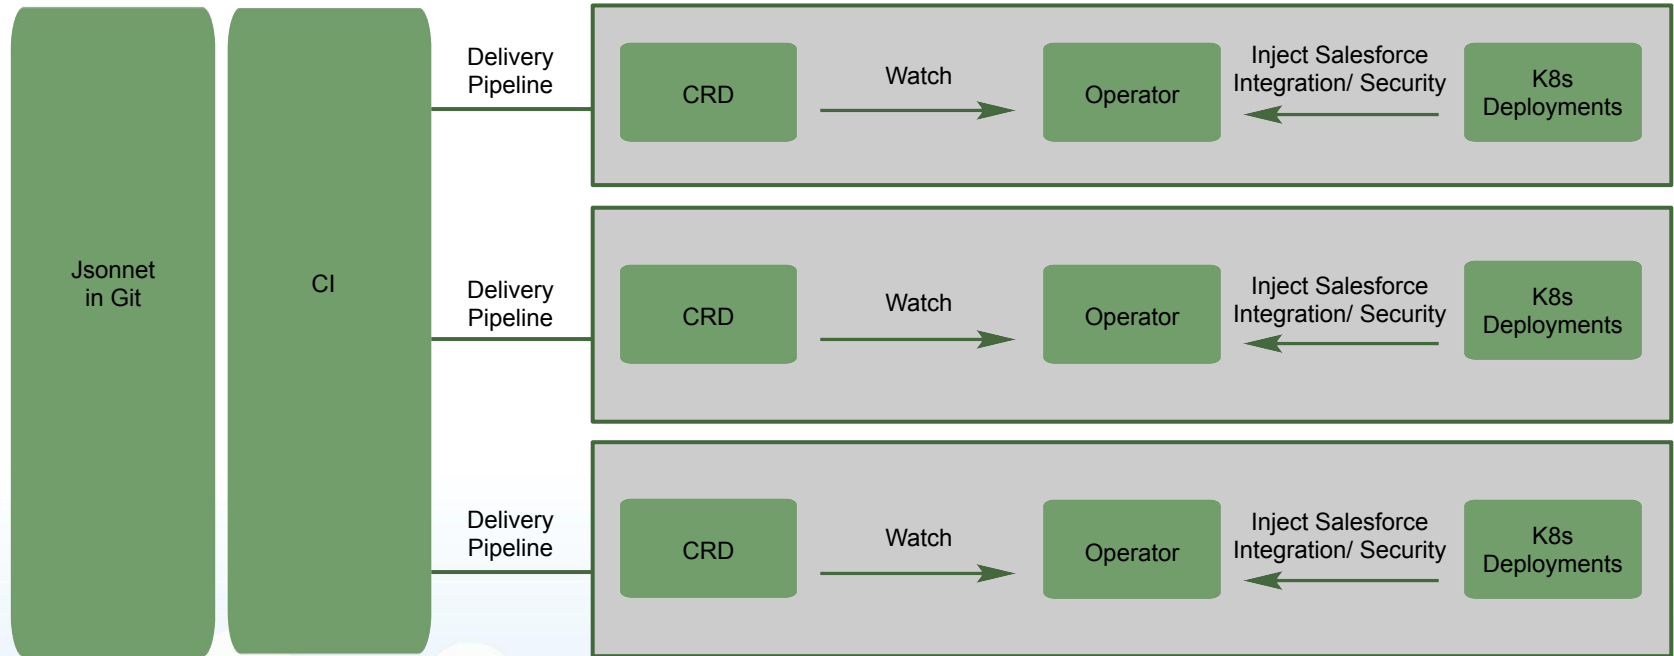 Jsonnet
in Git
CI
Delivery
Pipeline
CRD
Watch
Operator
Inject Salesforce
Integration/ Security
K8s
Deployments
Delivery
Pipeline
CRD
Watch
Operator
Inject Salesforce
Integration/ Security
K8s
Deployments
Delivery
Pipeline
CRD
Watch
Operator
Inject Salesforce
Integration/ Security
K8s
Deployments